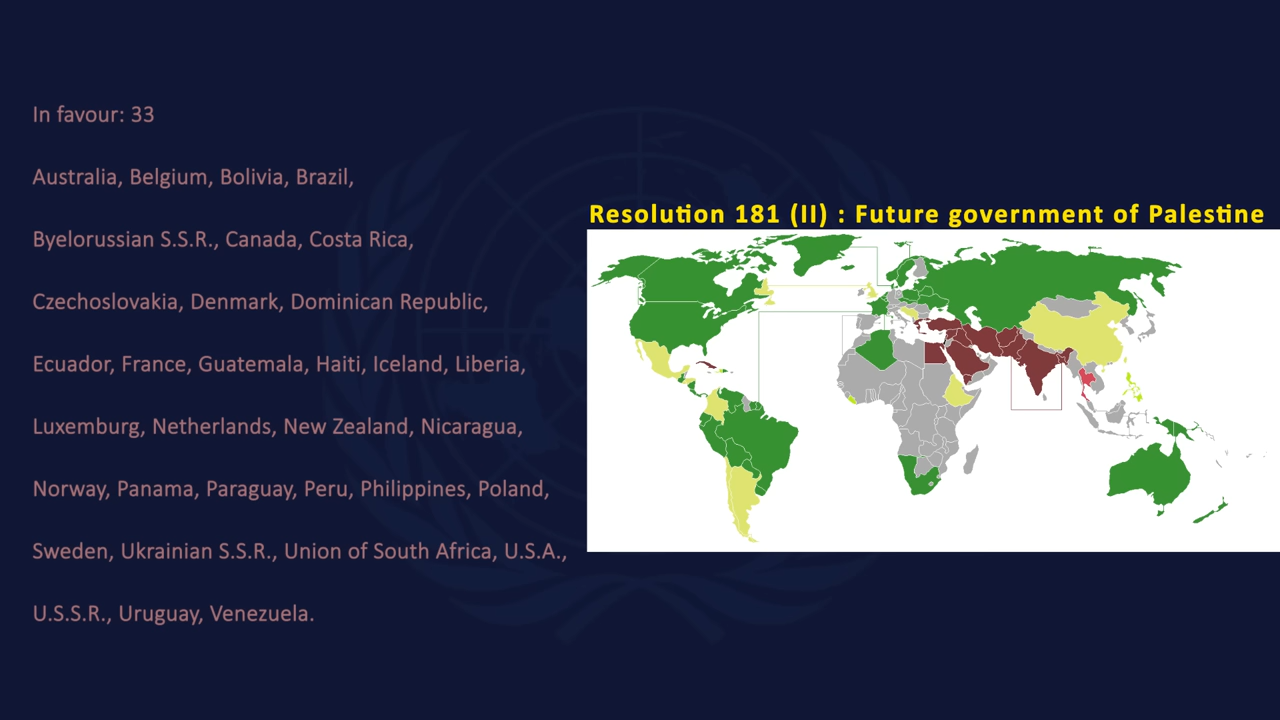 In favour: 33
Australia, Belgium, Bolivia, Brazil,
Byelorussian S.S.R., Canada, Costa Rica,
Czechoslovakia, Denmark, Dominican Republic,
Ecuador, France, Guatemala, Haiti, Iceland, Liberia,
Luxemburg, Netherlands, New Zealand, Nicaragua,
Norway, Panama, Paraguay, Peru, Philippines, Poland,
Sweden, Ukrainian S.S.R., Union of South Africa, U.S.A.,
U.S.S.R., Uruguay, Venezuela.
Resolution 181 (II) : Future government of Palestine